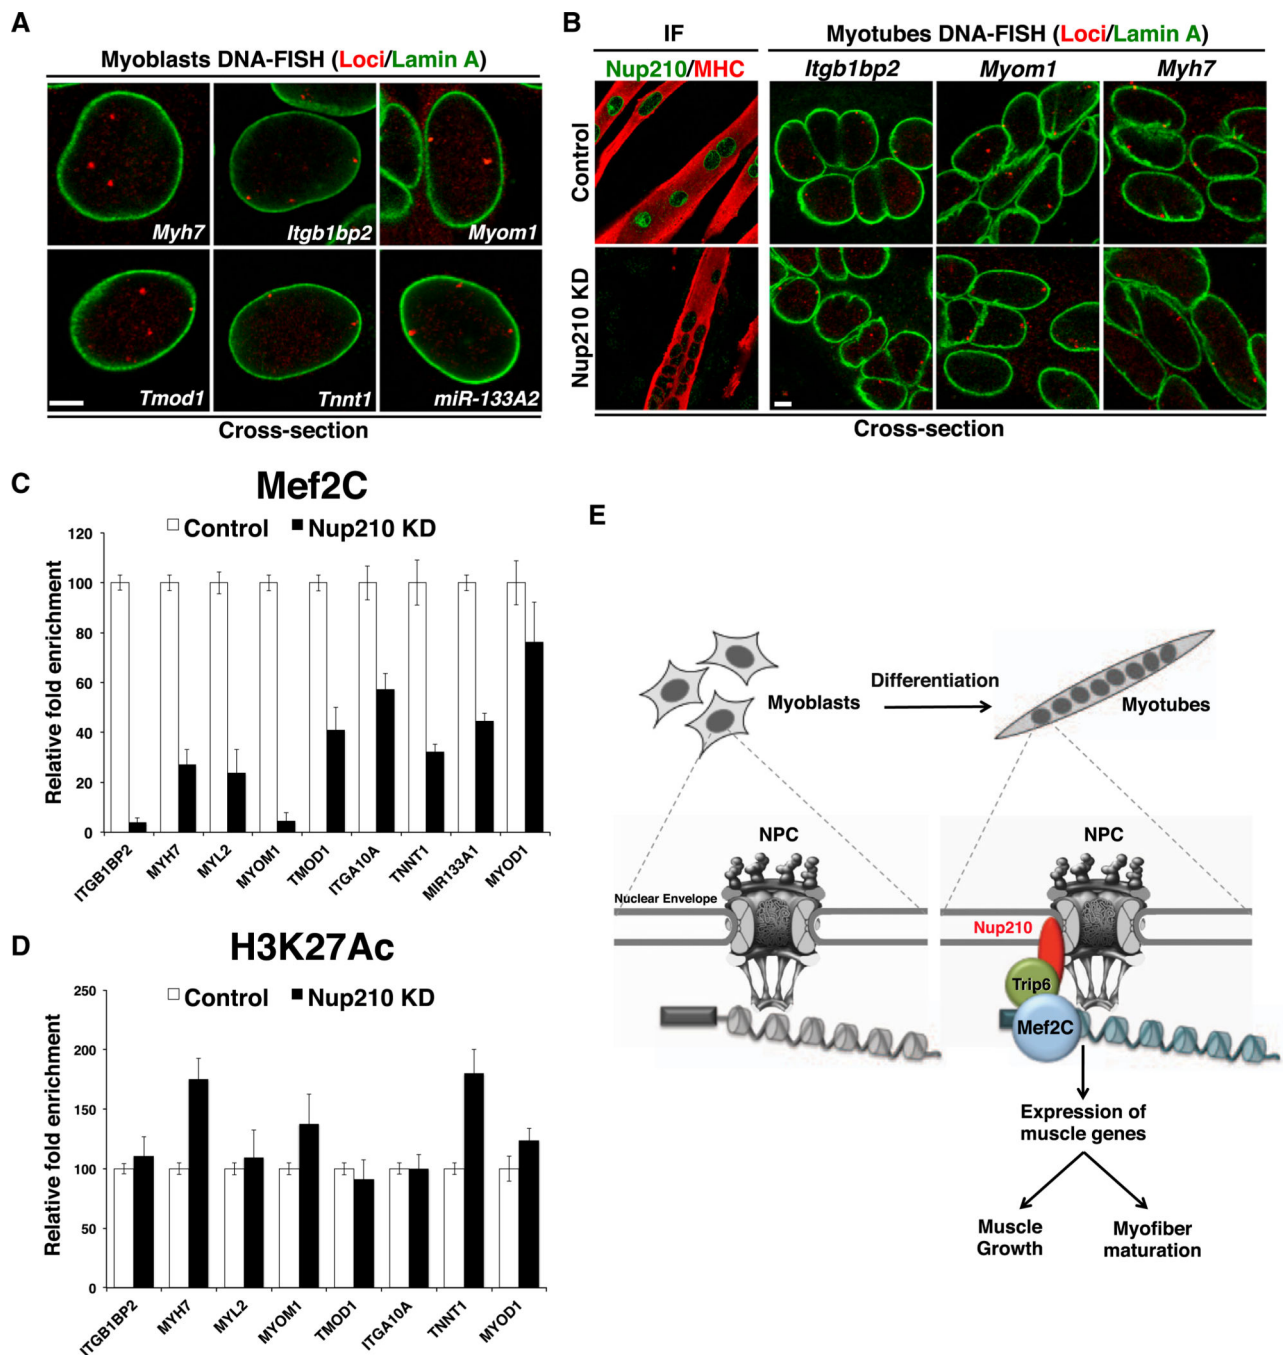 A
Myoblasts DNA-FISH (Loci/Lamin A)
Myh7
Itgb1bp2
Myom1
Tmod1
Tnnt1
miR-133A2
Cross-section
B
IF
Myotubes DNA-FISH (Loci/Lamin A)
Nup210/MHC
Itgb1bp2
Myom1
Myh7
Control
Nup210 KD
Cross-section
C
Mef2C
Control
Nup210 KD
Relative fold enrichment
120
100
80
60
40
20
0
ITGB1BP2
MYH7
MYL2
MYOM1
TMOD1
ITGA10A
TNNT1
MIR133A1
MYOD1
D
H3K27Ac
Control
Nup210 KD
Relative fold enrichment
250
200
150
100
50
0
ITGB1BP2
MYH7
MYL2
MYOM1
TMOD1
ITGA10A
TNNT1
MYOD1
E
Myoblasts
Differentiation
Myotubes
NPC
Nuclear Envelope
NPC
Nup210
Trip6
Mef2C
Expression of
muscle genes
Muscle
Growth
Myofiber
maturation